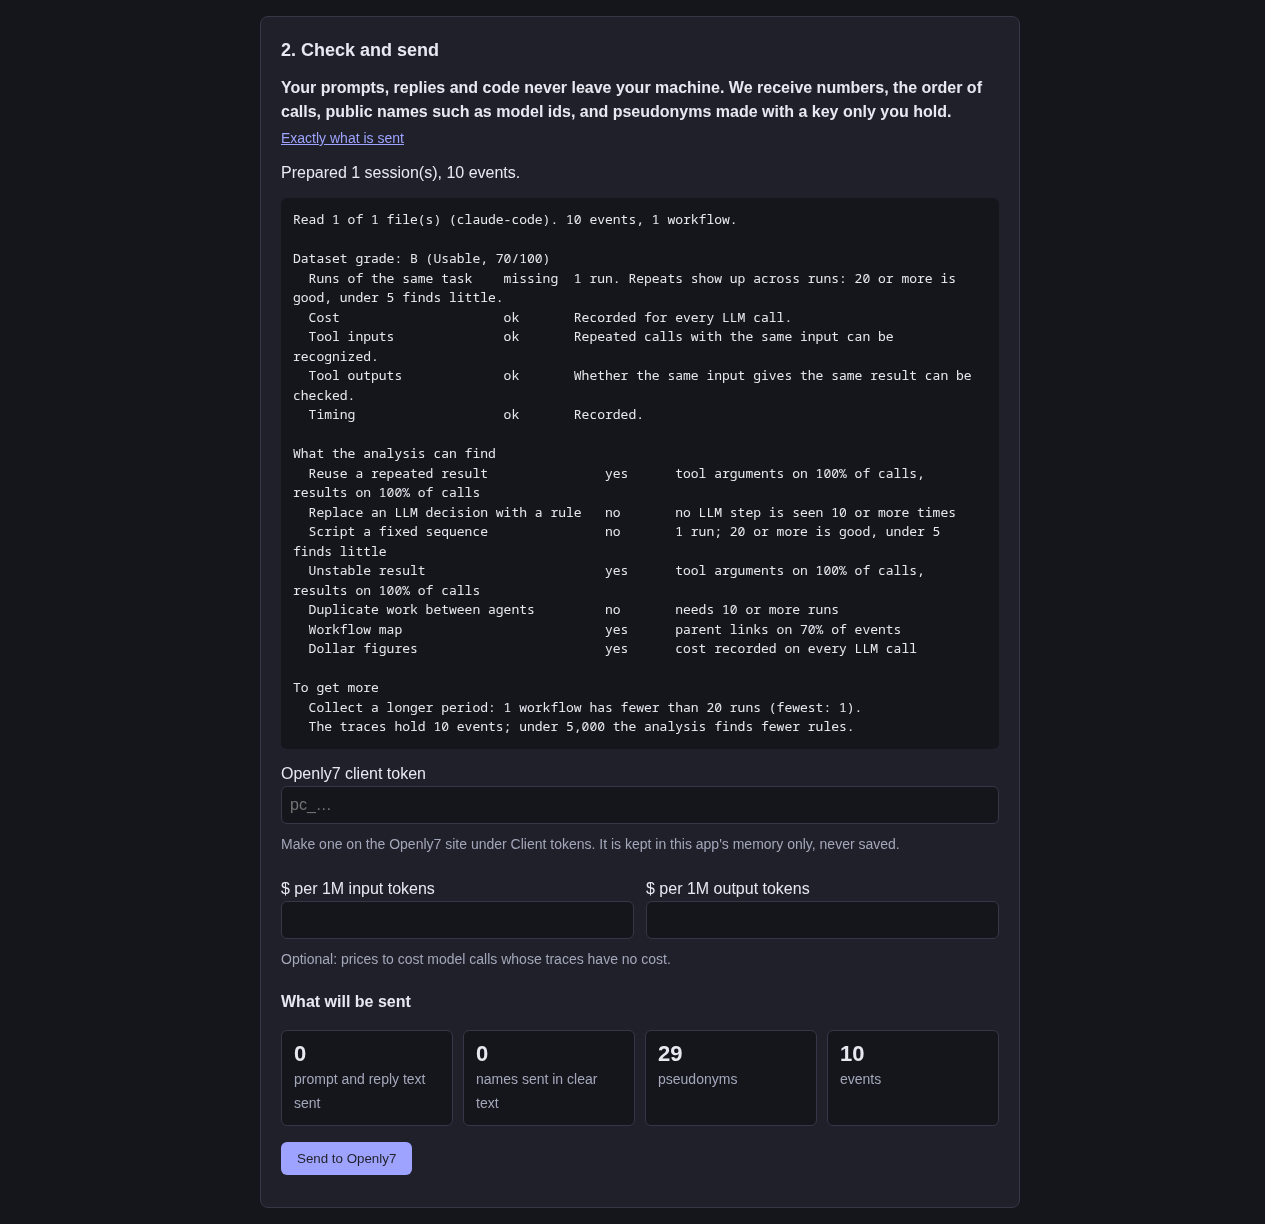 2. Check and send
Your prompts, replies and code never leave your machine. We receive numbers, the order of
calls, public names such as model ids, and pseudonyms made with a key only you hold.
Exactly what is sent
Prepared 1 session(s), 10 events.
Read 1 of 1 file(s) (claude-code). 10 events, 1 workflow.
Dataset grade: B (Usable, 70/100)
  Runs of the same task    missing  1 run. Repeats show up across runs: 20 or more is
good, under 5 finds little.
  Cost                     ok       Recorded for every LLM call.
  Tool inputs              ok       Repeated calls with the same input can be
recognized.
  Tool outputs             ok       Whether the same input gives the same result can be
checked.
  Timing                   ok       Recorded.
What the analysis can find
  Reuse a repeated result               yes      tool arguments on 100% of calls,
results on 100% of calls
  Replace an LLM decision with a rule   no       no LLM step is seen 10 or more times
  Script a fixed sequence               no       1 run; 20 or more is good, under 5
finds little
  Unstable result                       yes      tool arguments on 100% of calls,
results on 100% of calls
  Duplicate work between agents         no       needs 10 or more runs
  Workflow map                          yes      parent links on 70% of events
  Dollar figures                        yes      cost recorded on every LLM call
To get more
  Collect a longer period: 1 workflow has fewer than 20 runs (fewest: 1).
  The traces hold 10 events; under 5,000 the analysis finds fewer rules.
Openly7 client token
pc_…
Make one on the Openly7 site under Client tokens. It is kept in this app's memory only, never saved.
$ per 1M input tokens
$ per 1M output tokens
Optional: prices to cost model calls whose traces have no cost.
What will be sent
0
prompt and reply text
sent
0
names sent in clear
text
29
pseudonyms
10
events
Send to Openly7